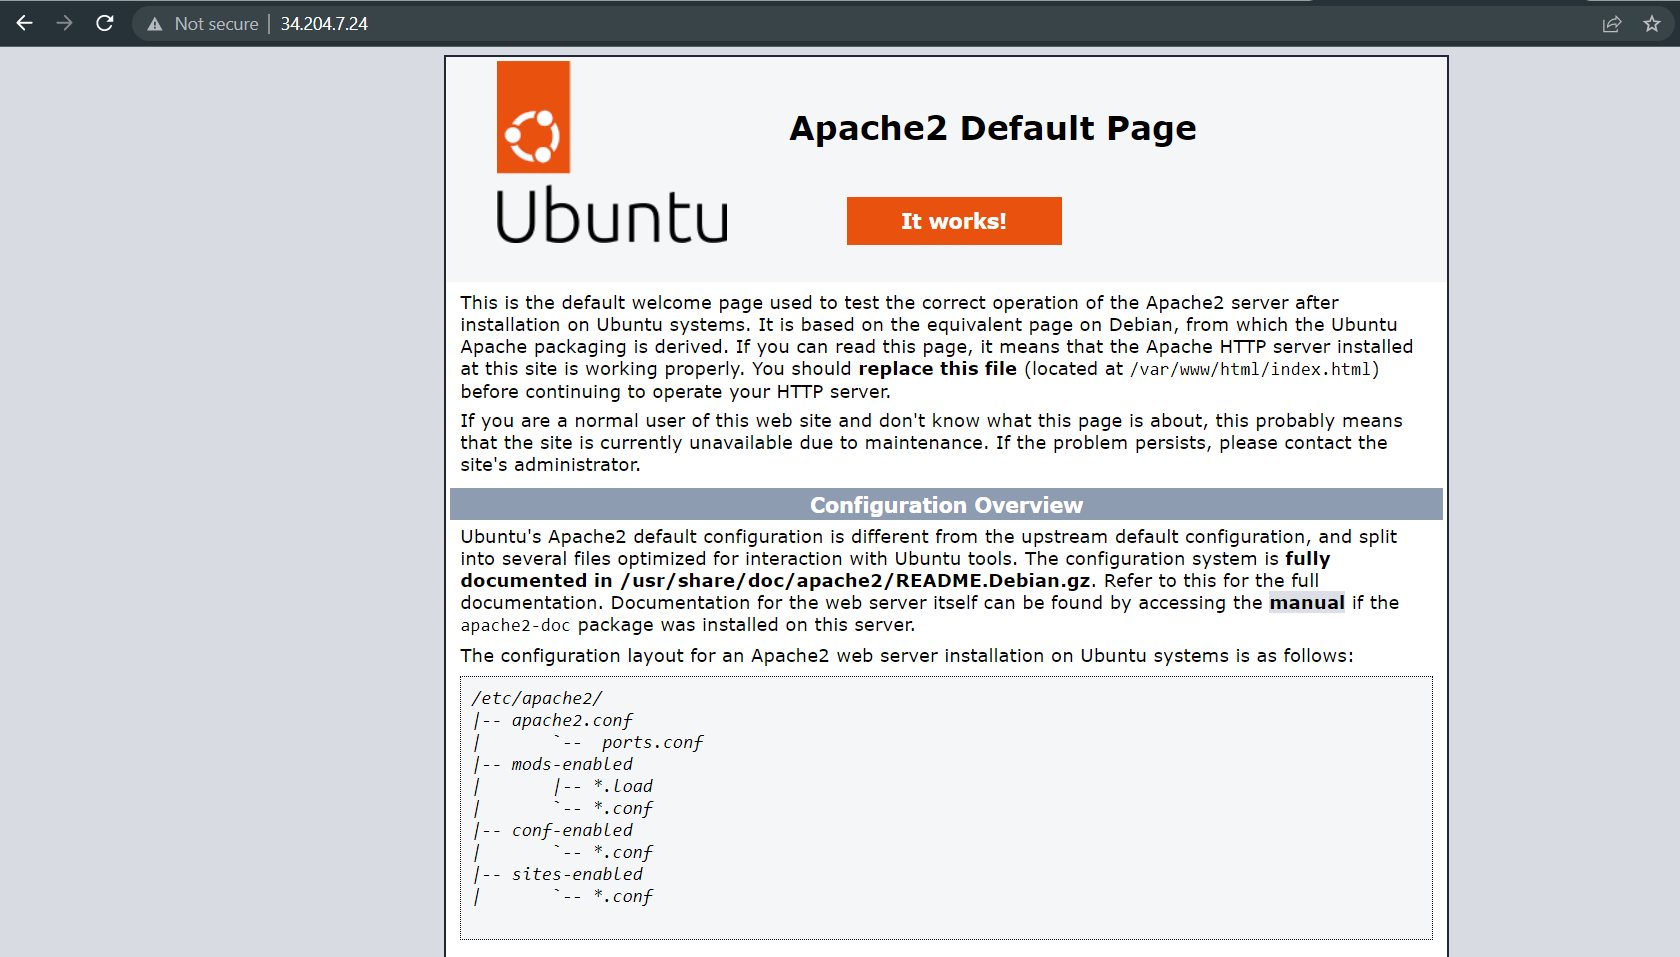 Not secure | 34.204.7.24
Apache2 Default Page
Ubuntu
It works!
This is the default welcome page used to test the correct operation of the Apache2 server after
installation on Ubuntu systems. It is based on the equivalent page on Debian, from which the Ubuntu
Apache packaging is derived. If you can read this page, it means that the Apache HTTP server installed
at this site is working properly. You should replace this file (located at /var/www/html/index.html)
before continuing to operate your HTTP server.
If you are a normal user of this web site and don't know what this page is about, this probably means
that the site is currently unavailable due to maintenance. If the problem persists, please contact the
site's administrator.
Configuration Overview
Ubuntu's Apache2 default configuration is different from the upstream default configuration, and split
into several files optimized for interaction with Ubuntu tools. The configuration system is fully
documented in /usr/share/doc/apache2/README.Debian.gz. Refer to this for the full
documentation. Documentation for the web server itself can be found by accessing the manual if the
apache2-doc package was installed on this server.
The configuration layout for an Apache2 web server installation on Ubuntu systems is as follows:
/etc/apache2/
|-- apache2.conf
|       `--  ports.conf
|-- mods-enabled
|       |-- *.load
|       `-- *.conf
|-- conf-enabled
|       `-- *.conf
|-- sites-enabled
|       `-- *.conf